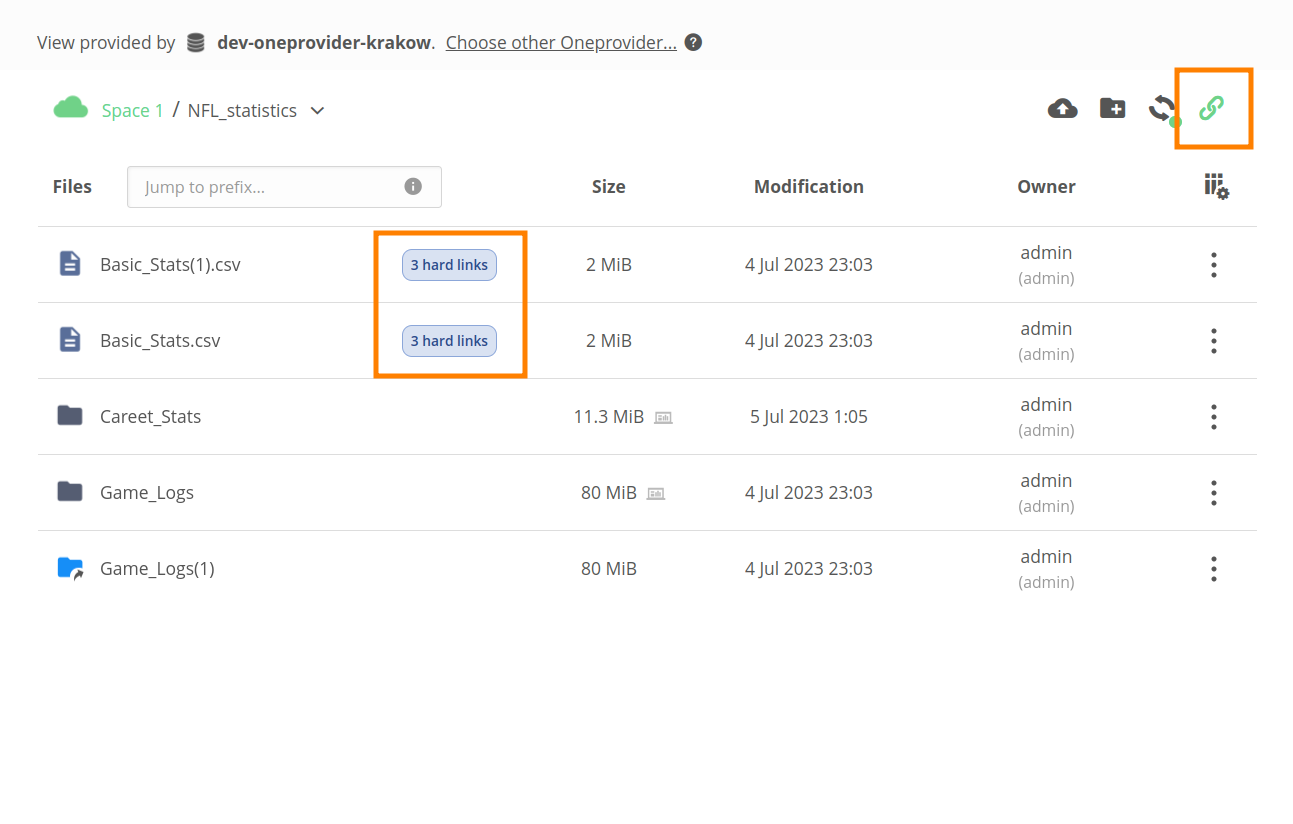 View provided by dev-oneprovider-krakow. Choose other Oneprovider... ?
Space 1 / NFL_statistics
Files Jump to prefix... i Size Modification Owner
Basic_Stats(1).csv 3 hard links 2 MiB 4 Jul 2023 23:03 admin (admin)
Basic_Stats.csv 3 hard links 2 MiB 4 Jul 2023 23:03 admin (admin)
Careet_Stats 11.3 MiB 5 Jul 2023 1:05 admin (admin)
Game_Logs 80 MiB 4 Jul 2023 23:03 admin (admin)
Game_Logs(1) 80 MiB 4 Jul 2023 23:03 admin (admin)